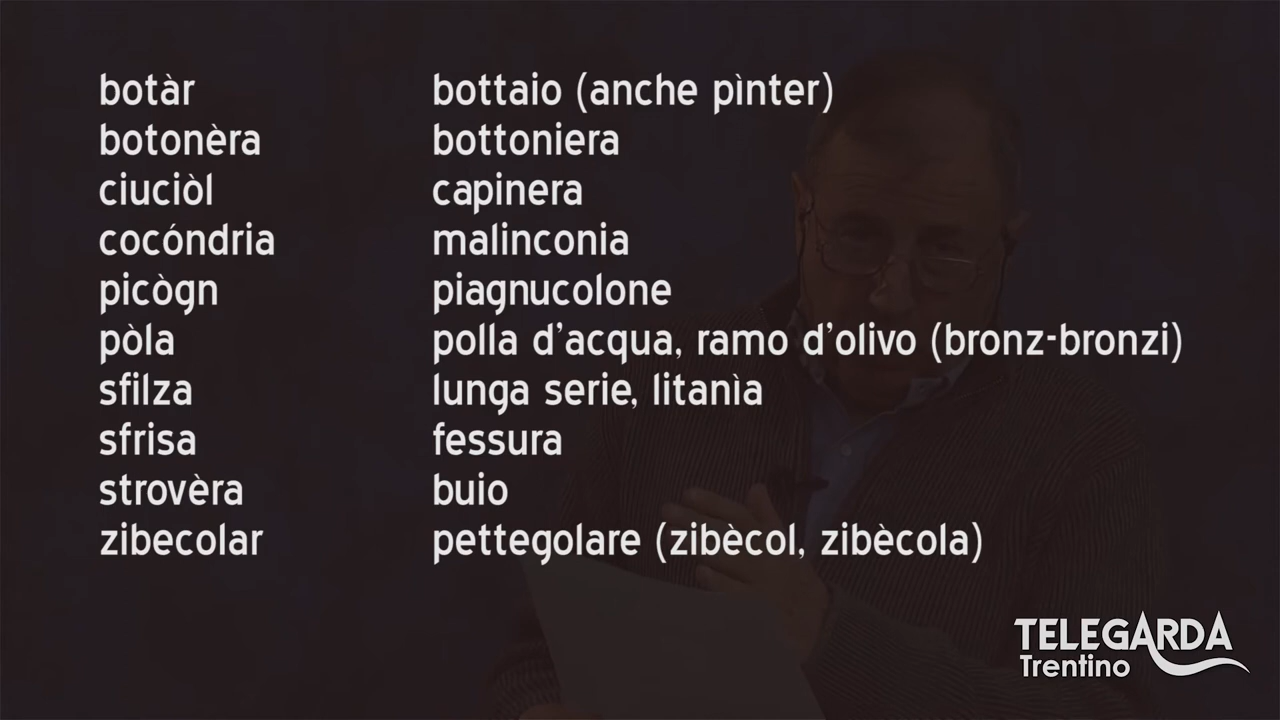 botàr bottaio (anche pìnter)
botonèra bottoniera
ciuciòl capinera
cocóndria malinconia
picògn piagnucolone
pòla polla d'acqua, ramo d'olivo (bronz-bronzi)
sfilza lunga serie, litanìa
sfrisa fessura
strovèra buio
zibecolar pettegolare (zibècol, zibècola)
TELEGARDA
Trentino